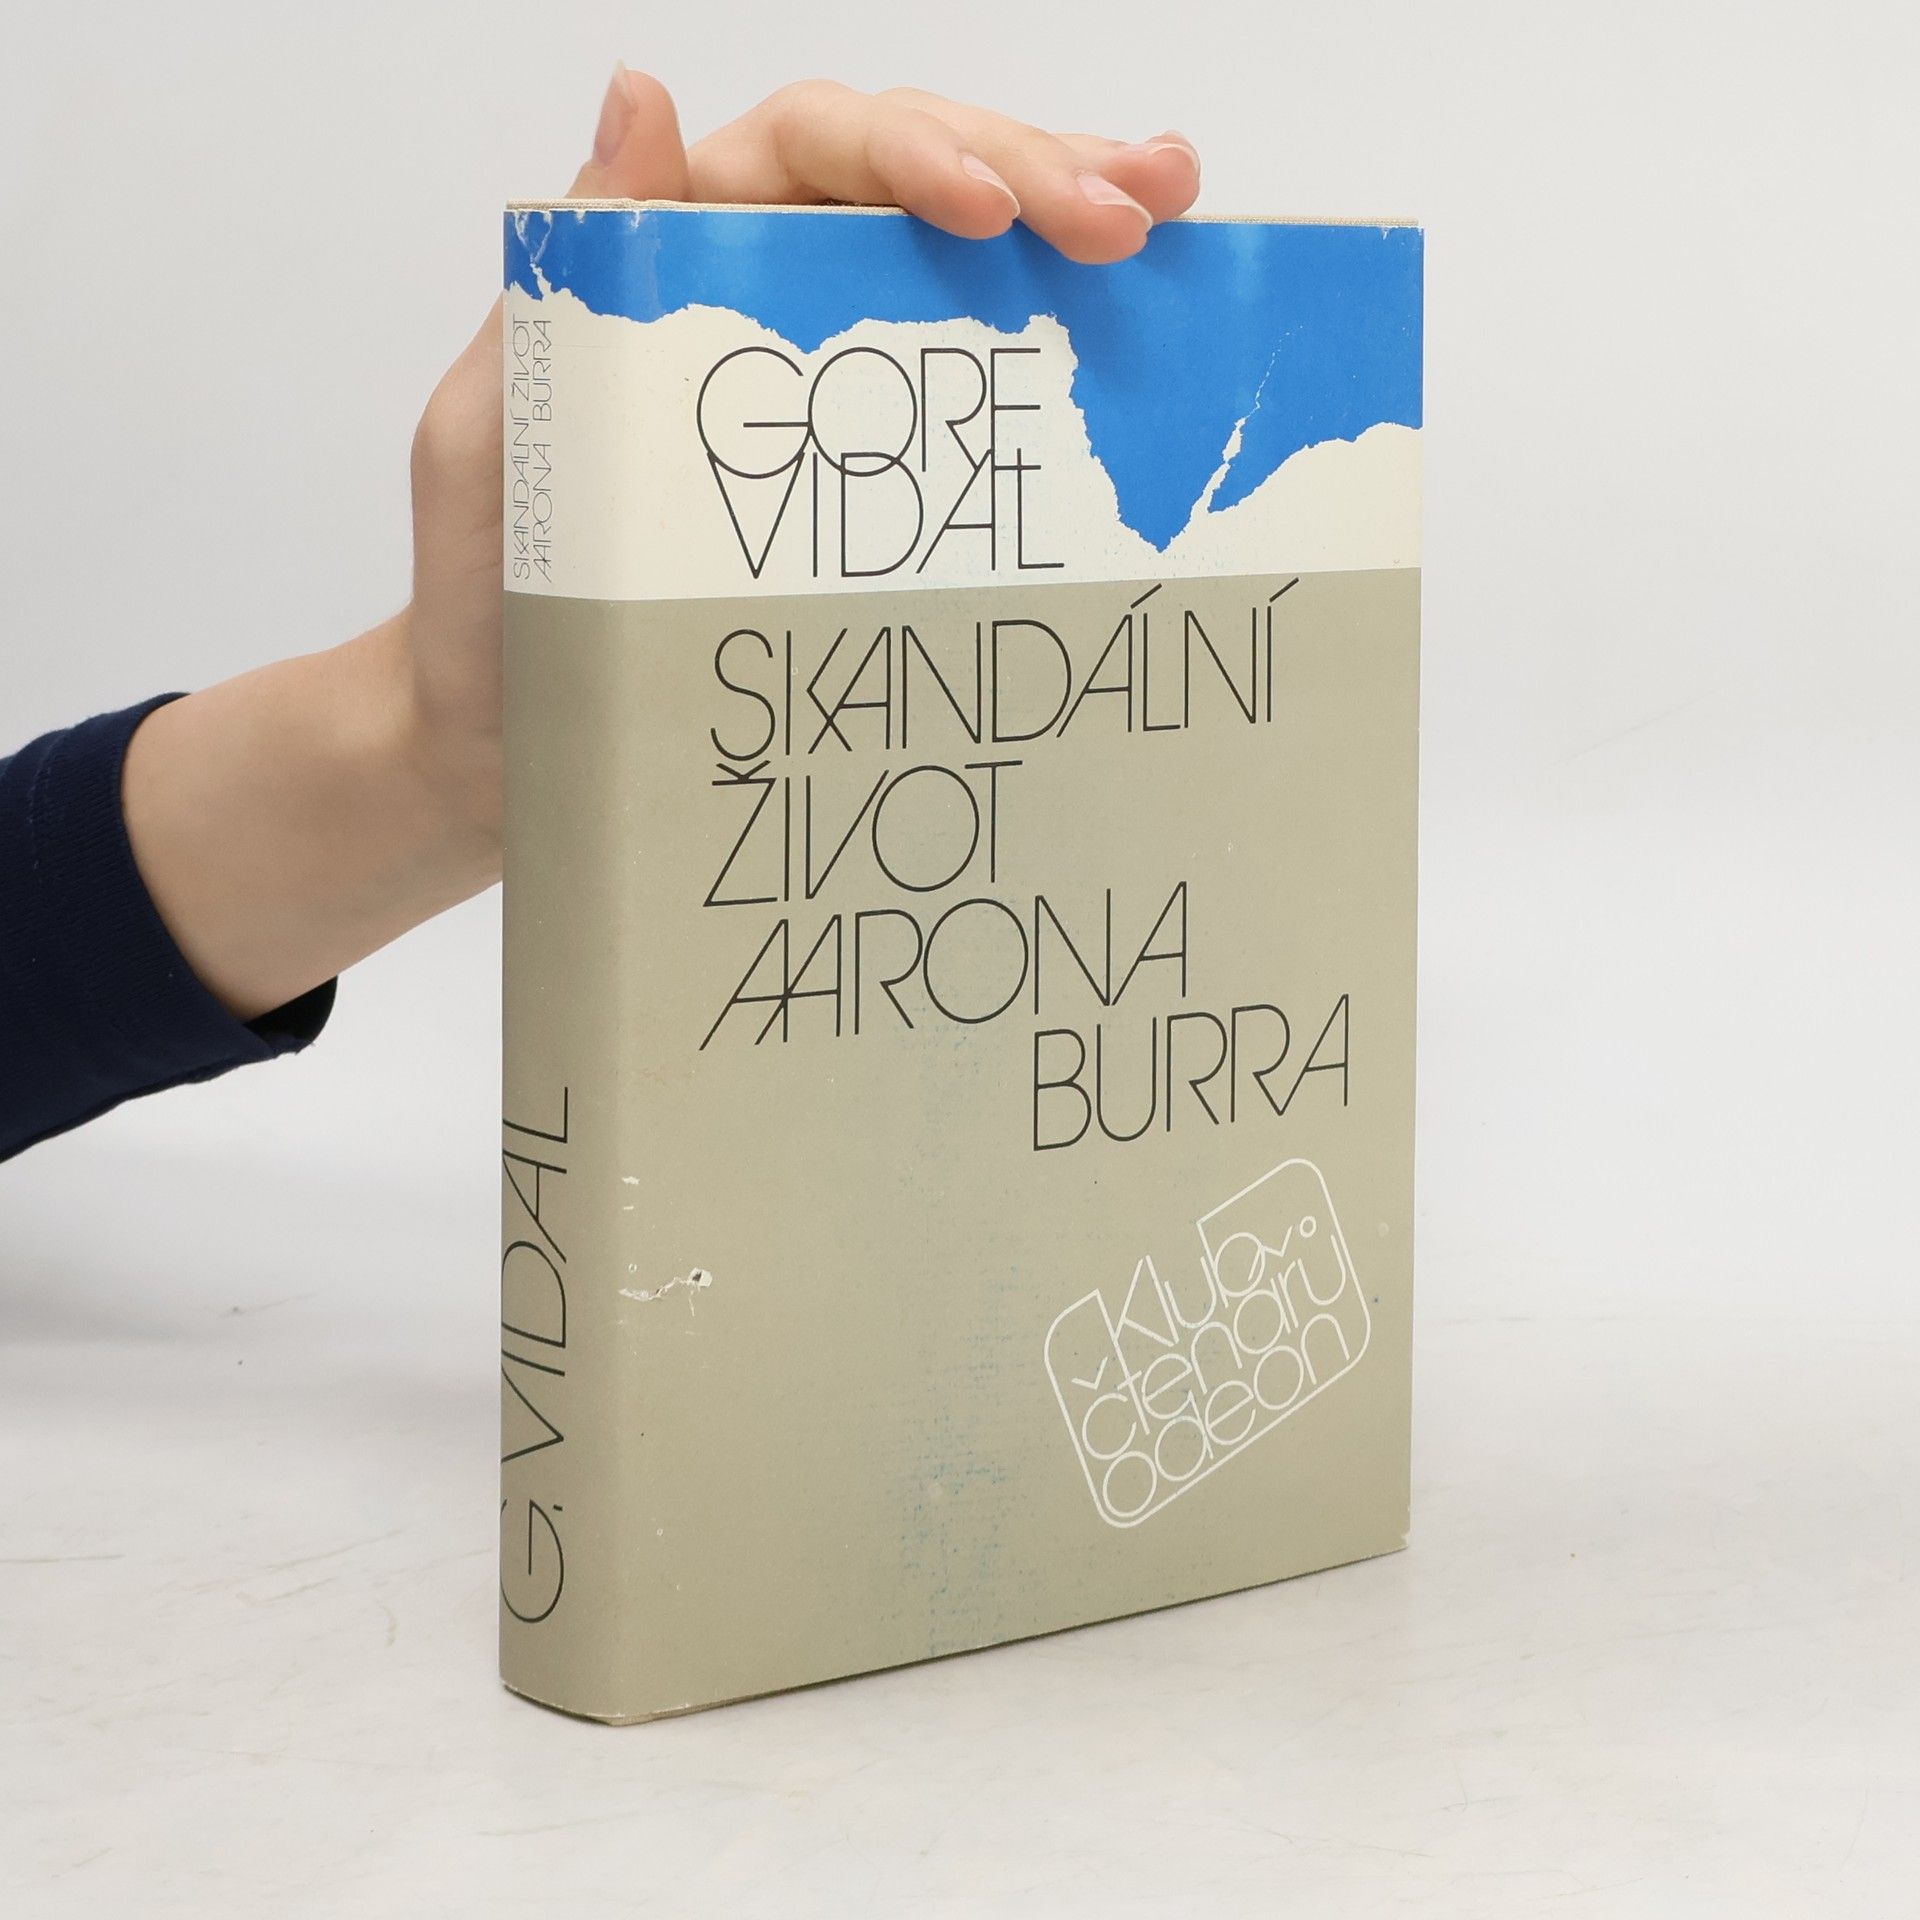 GORE
VIDAL
SKANDÁLNÍ
ŽIVOT
AARONA
BURRA
Klub
čtenářů
odeon
SKANDÁLNÍ ŽIVOT
AARONA BURRA
G. VIDAL